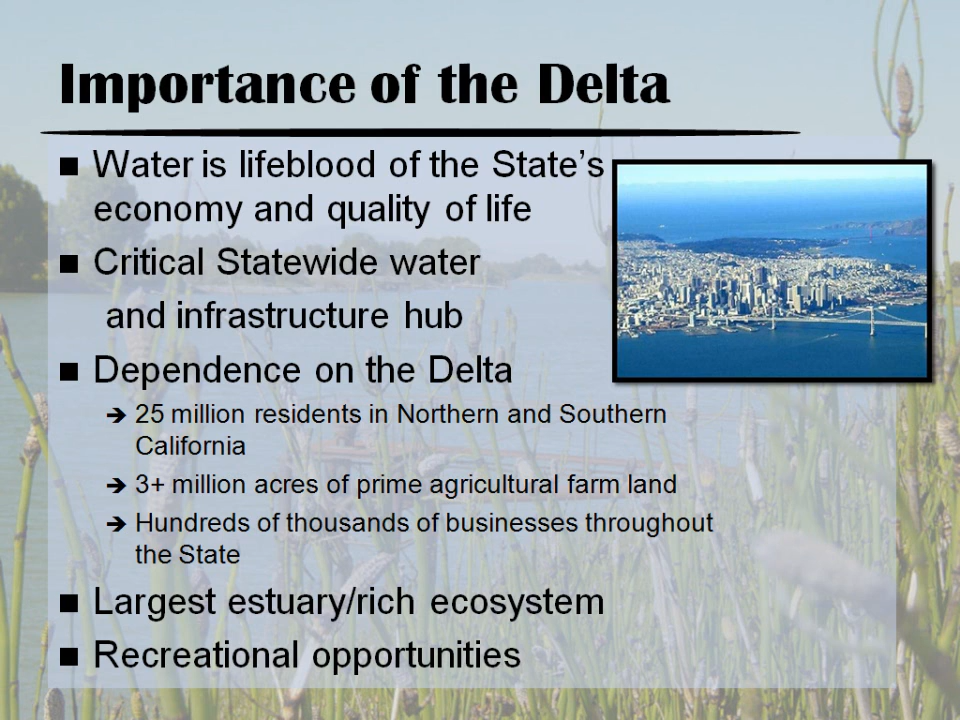 Importance of the Delta
■ Water is lifeblood of the State's
economy and quality of life
■ Critical Statewide water
and infrastructure hub
■ Dependence on the Delta
➔ 25 million residents in Northern and Southern
California
➔ 3+ million acres of prime agricultural farm land
➔ Hundreds of thousands of businesses throughout
the State
■ Largest estuary/rich ecosystem
■ Recreational opportunities